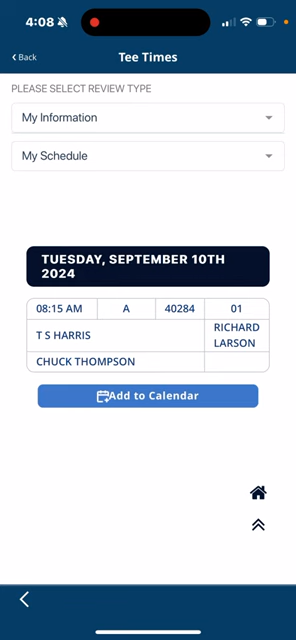 4:08
Back
Tee Times
PLEASE SELECT REVIEW TYPE
My Information
My Schedule
TUESDAY, SEPTEMBER 10TH
2024
08:15 AM A 40284 01
T S HARRIS RICHARD
LARSON
CHUCK THOMPSON
Add to Calendar